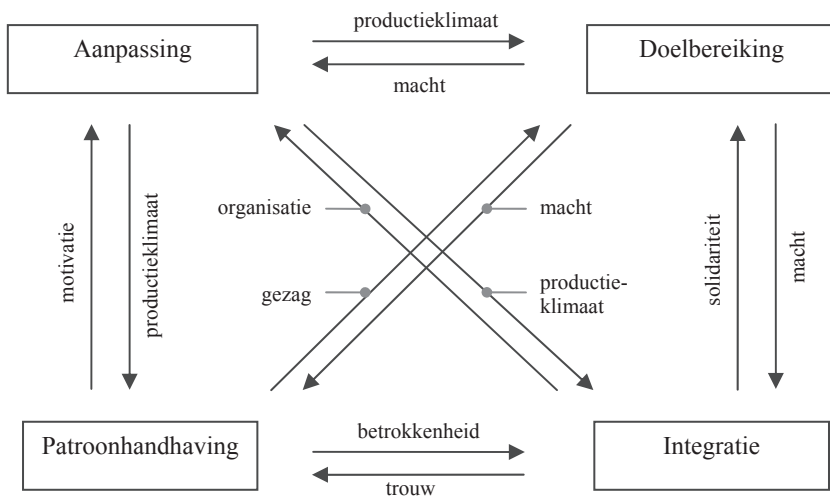 productieklimaat
Aanpassing
Doelbereiking
macht
organisatie
macht
motivatie
productieklimaat
solidariteit
macht
gezag
productie-
klimaat
Patroonhandhaving
betrokkenheid
Integratie
trouw